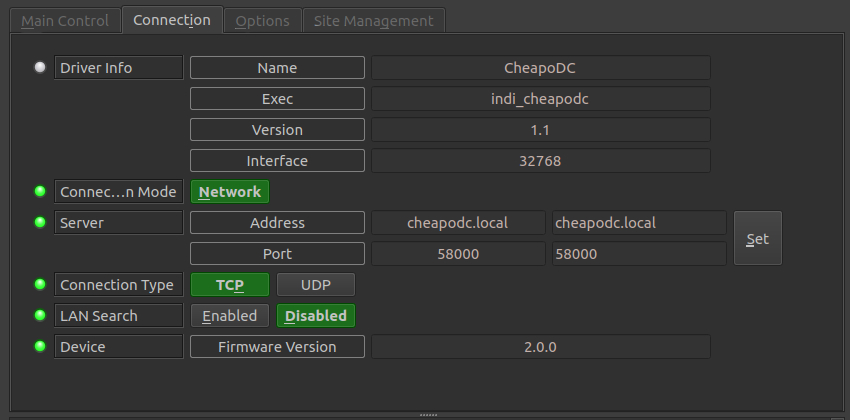 Main Control Connection Options Site Management
Driver Info Name CheapoDC
Exec indi_cheapodc
Version 1.1
Interface 32768
Connec...n Mode Network
Server Address cheapodc.local cheapodc.local
Port 58000 58000
Set
Connection Type TCP UDP
LAN Search Enabled Disabled
Device Firmware Version 2.0.0